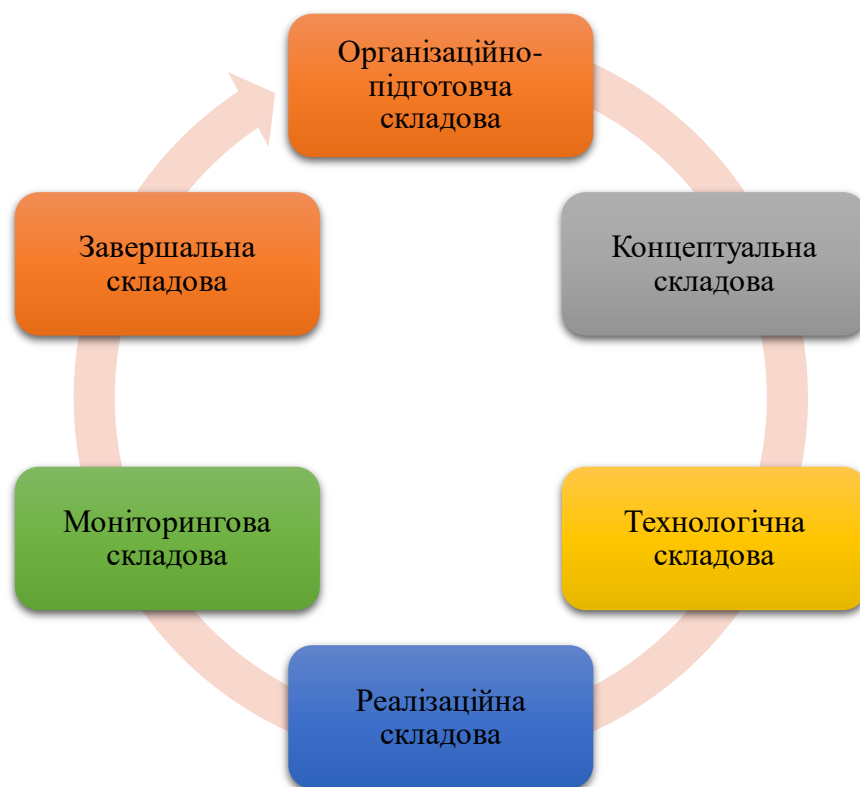 Організаційно-
підготовча
складова
Концептуальна
складова
Технологічна
складова
Реалізаційна
складова
Моніторингова
складова
Завершальна
складова